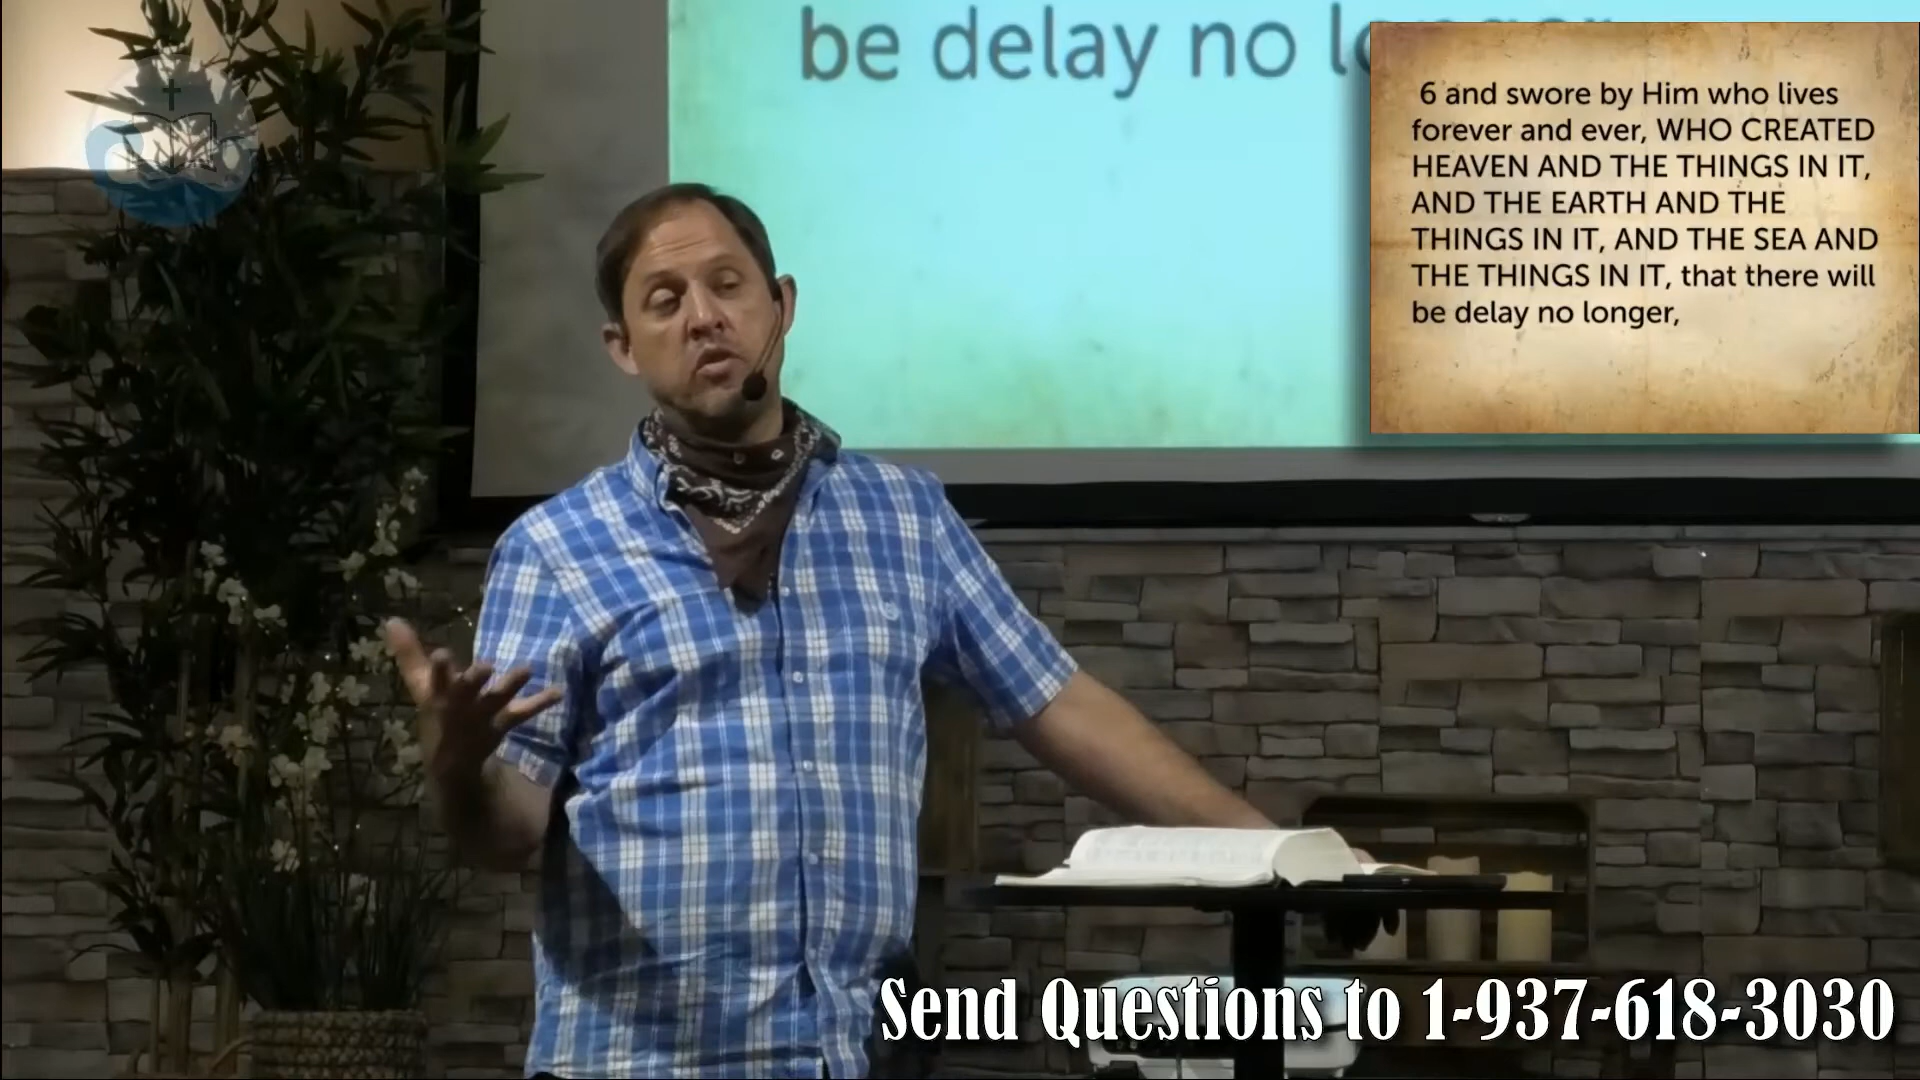 be delay no longer
6 and swore by Him who lives
forever and ever, WHO CREATED
HEAVEN AND THE THINGS IN IT,
AND THE EARTH AND THE
THINGS IN IT, AND THE SEA AND
THE THINGS IN IT, that there will
be delay no longer,
Send Questions to 1-937-618-3030